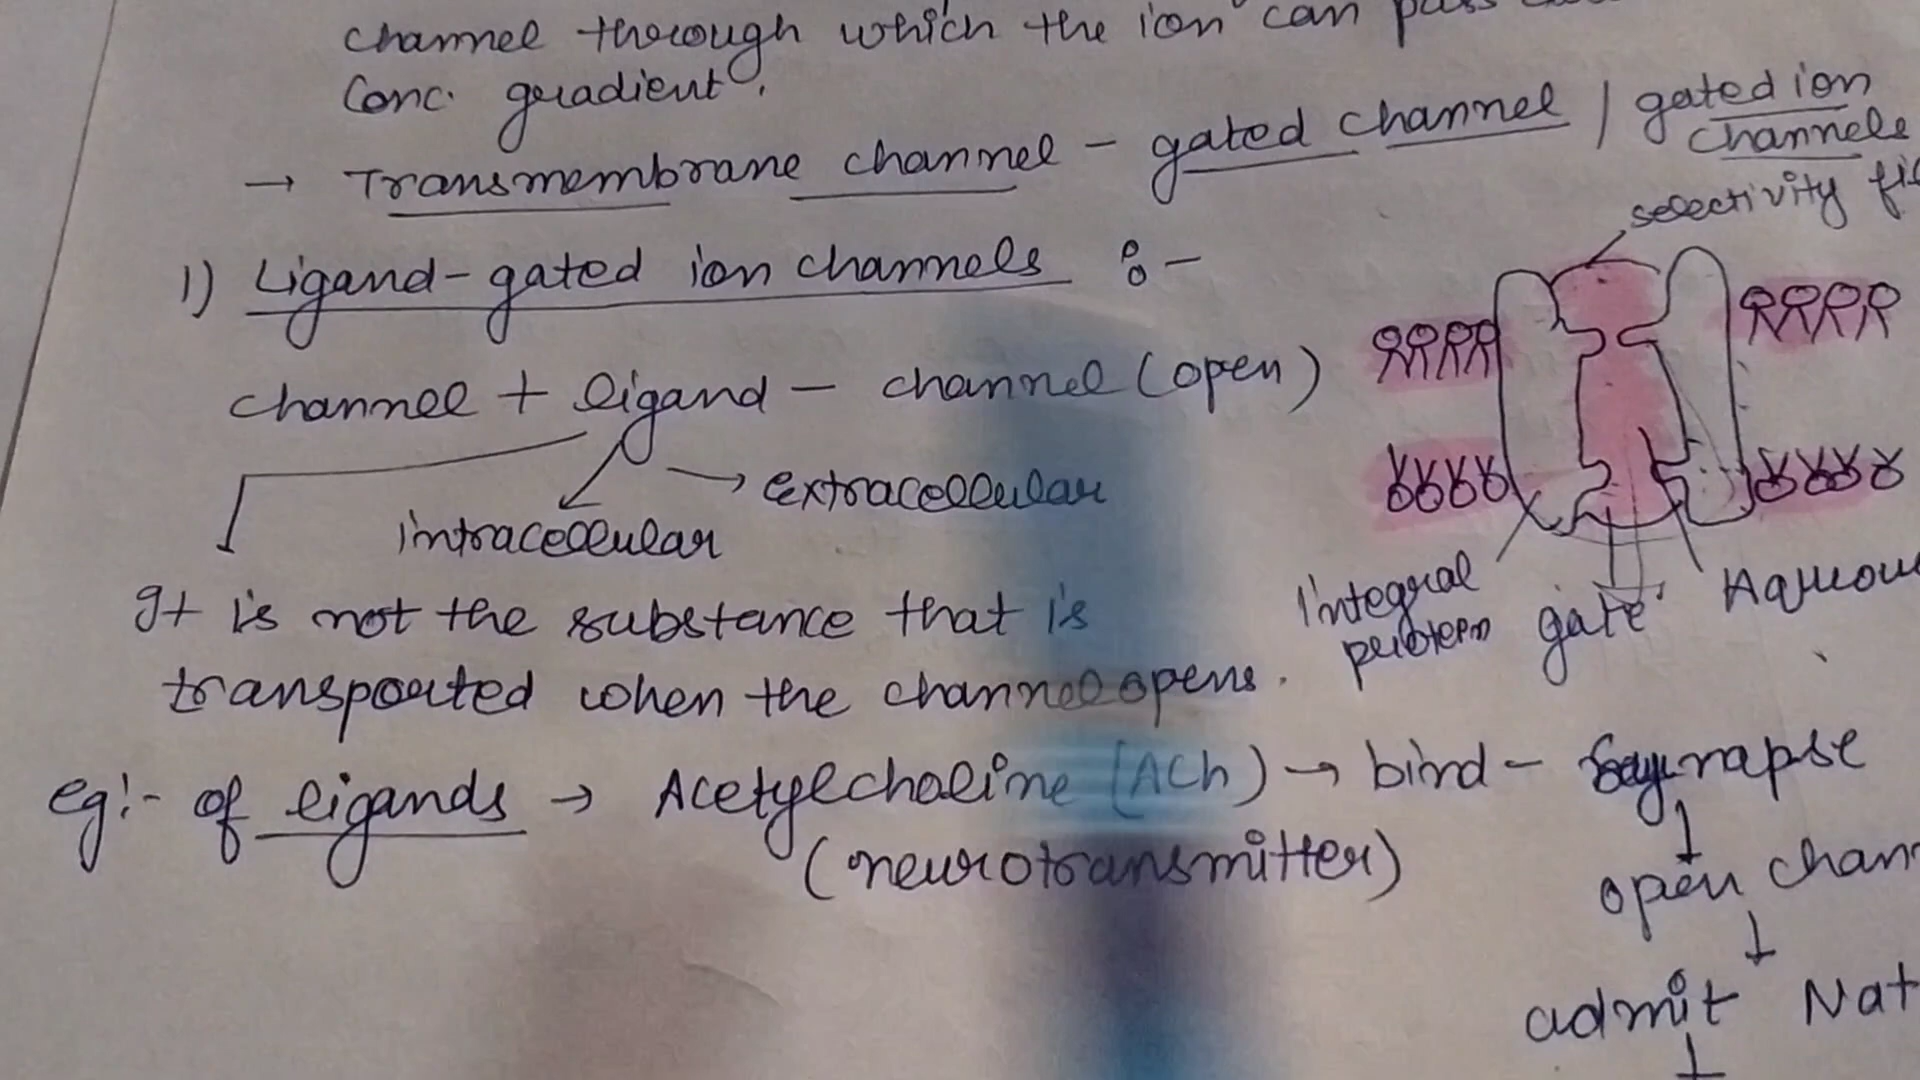 channel through which the ion can pass
Conc. gradient.
→ Transmembrane channel - gated channel / gated ion channels
selectivity
1) Ligand-gated ion channels :-
channel + ligand - channel (open)
extracellular
intracellular
It is not the substance that is
transported when the channel opens.
Integral
protein
gate
Aqueou
eg:- of ligands → Acetylcholine (ACh) → bind - Synapse
(neurotransmitter)
open chan
admit Na+